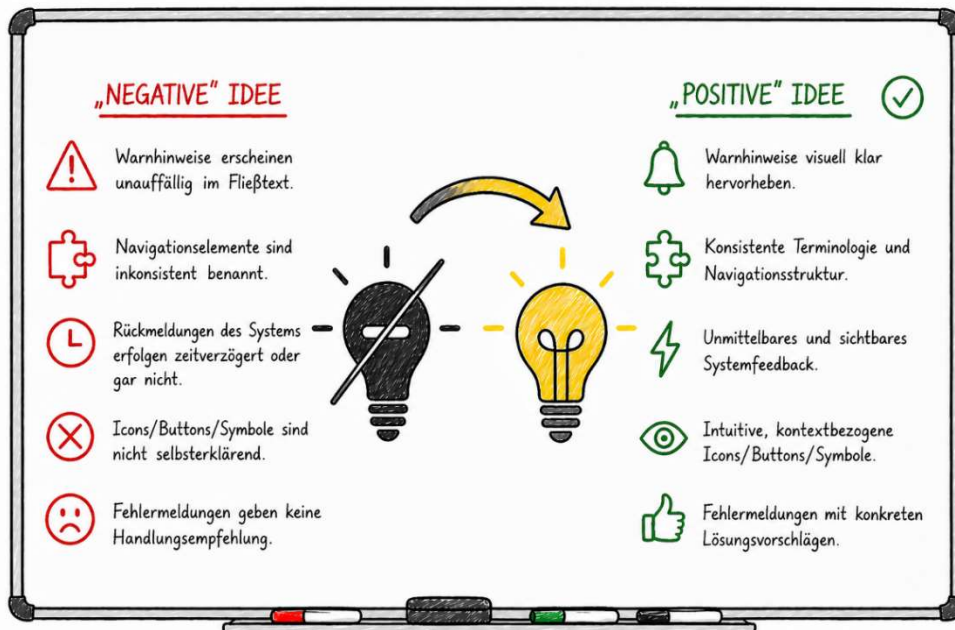 „NEGATIVE" IDEE
Warnhinweise erscheinen
unauffällig im Fließtext.
Navigationselemente sind
inkonsistent benannt.
Rückmeldungen des Systems
erfolgen zeitverzögert oder
gar nicht.
Icons/Buttons/Symbole sind
nicht selbsterklärend.
Fehlermeldungen geben keine
Handlungsempfehlung.
„POSITIVE" IDEE
Warnhinweise visuell klar
hervorheben.
Konsistente Terminologie und
Navigationsstruktur.
Unmittelbares und sichtbares
Systemfeedback.
Intuitive, kontextbezogene
Icons/Buttons/Symbole.
Fehlermeldungen mit konkreten
Lösungsvorschlägen.